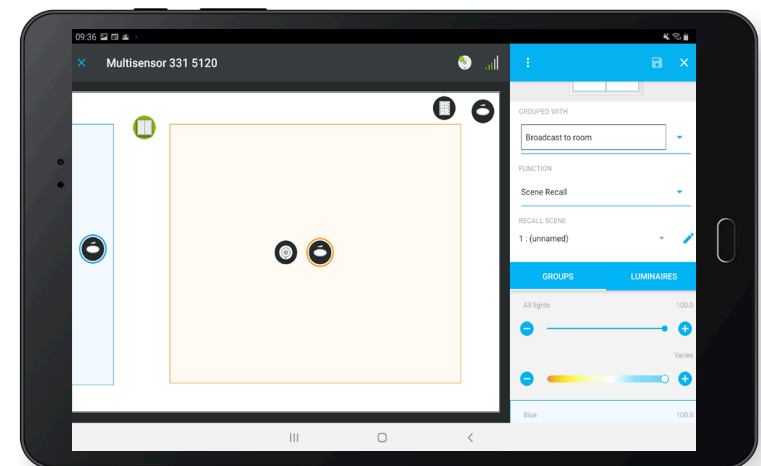 09:36
Multisensor 331 5120
GROUPED WITH
Broadcast to room
FUNCTION
Scene Recall
RECALL SCENE
1 : (unnamed)
GROUPS
LUMINAIRES
All lights
100.0
Varies
Blue
100.0